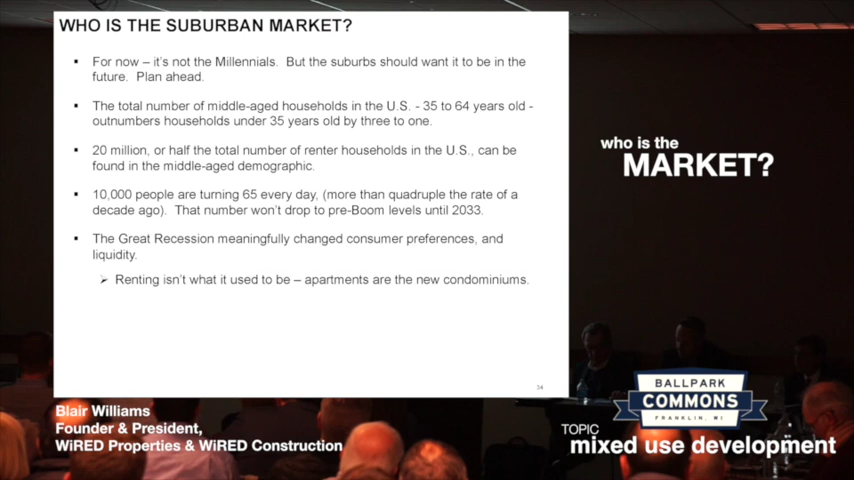 WHO IS THE SUBURBAN MARKET?
▪ For now – it's not the Millennials. But the suburbs should want it to be in the
future. Plan ahead.
▪ The total number of middle-aged households in the U.S. - 35 to 64 years old -
outnumbers households under 35 years old by three to one.
▪ 20 million, or half the total number of renter households in the U.S., can be
found in the middle-aged demographic.
▪ 10,000 people are turning 65 every day, (more than quadruple the rate of a
decade ago). That number won't drop to pre-Boom levels until 2033.
▪ The Great Recession meaningfully changed consumer preferences, and
liquidity.
➢ Renting isn't what it used to be – apartments are the new condominiums.
34
who is the
MARKET?
Blair Williams
Founder & President,
WiRED Properties & WiRED Construction
BALLPARK
COMMONS
FRANKLIN, WI
TOPIC
mixed use development